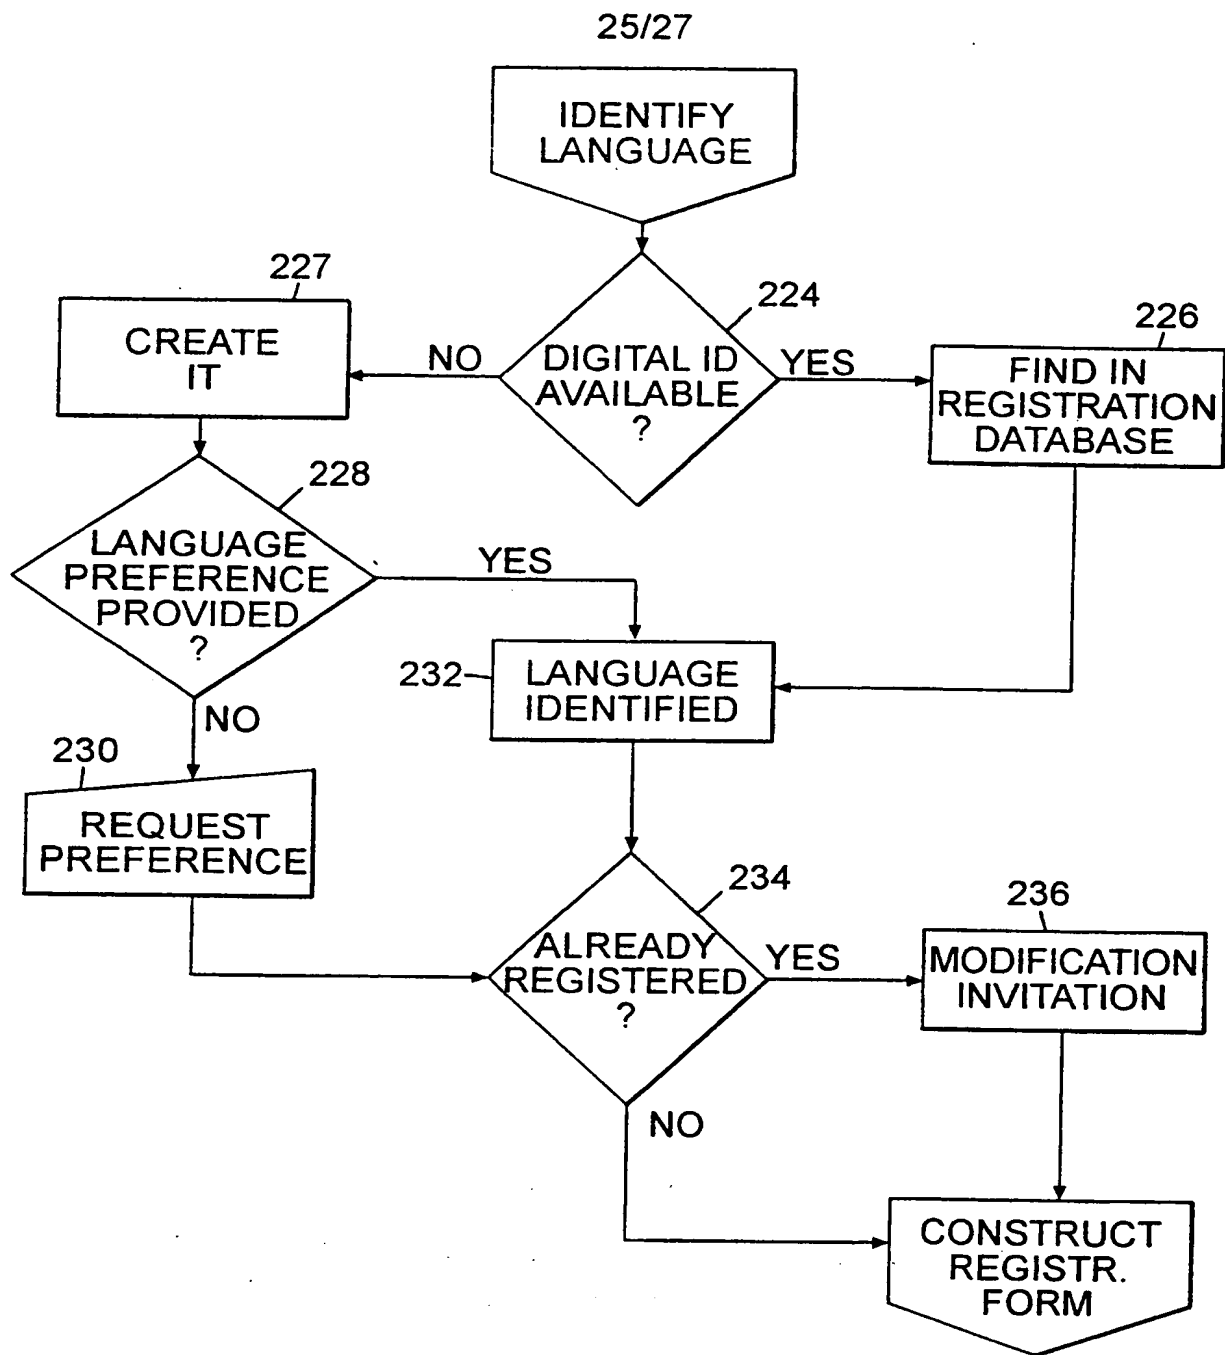 25/27
IDENTIFY
LANGUAGE
227
CREATE
IT
224
NO
DIGITAL ID
AVAILABLE
?
YES
226
FIND IN
REGISTRATION
DATABASE
228
LANGUAGE
PREFERENCE
PROVIDED
?
YES
NO
232
LANGUAGE
IDENTIFIED
230
REQUEST
PREFERENCE
234
ALREADY
REGISTERED
?
YES
NO
236
MODIFICATION
INVITATION
CONSTRUCT
REGISTR.
FORM